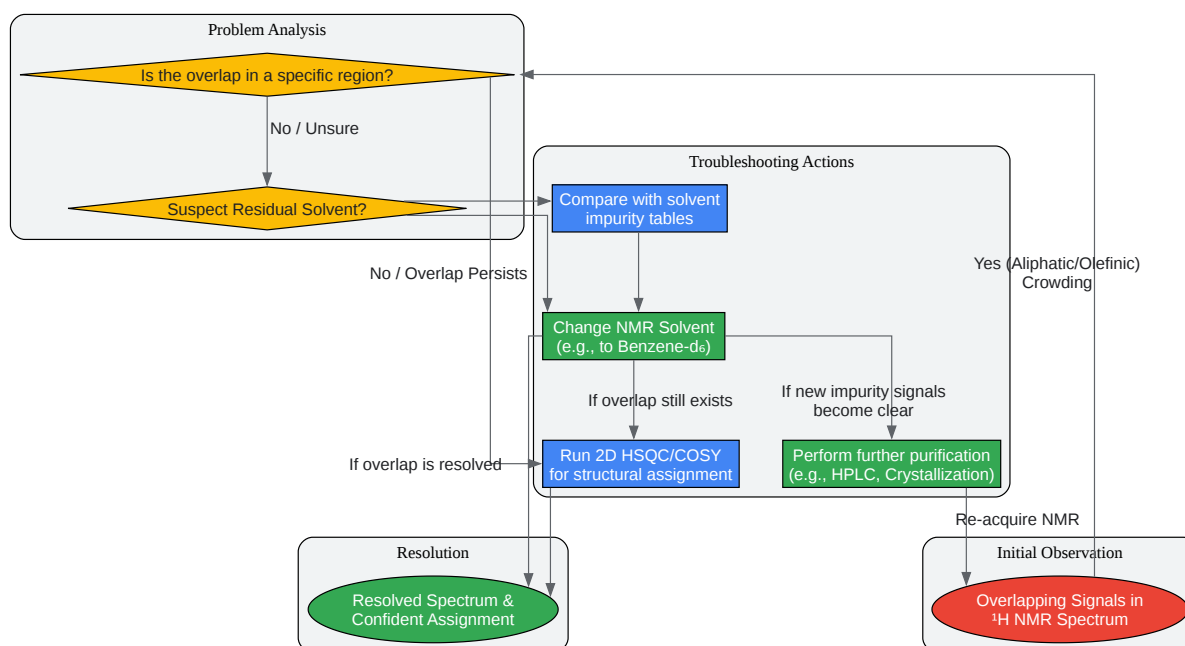 Problem Analysis
Is the overlap in a specific region?
No / Unsure
Suspect Residual Solvent?
Troubleshooting Actions
Compare with solvent
impurity tables
No / Overlap Persists
Yes (Aliphatic/Olefinic)
Crowding
Change NMR Solvent
(e.g., to Benzene-d₆)
If overlap still exists
If new impurity signals
become clear
If overlap is resolved
Run 2D HSQC/COSY
for structural assignment
Perform further purification
(e.g., HPLC, Crystallization)
Re-acquire NMR
Resolution
Resolved Spectrum &
Confident Assignment
Initial Observation
Overlapping Signals in
¹H NMR Spectrum